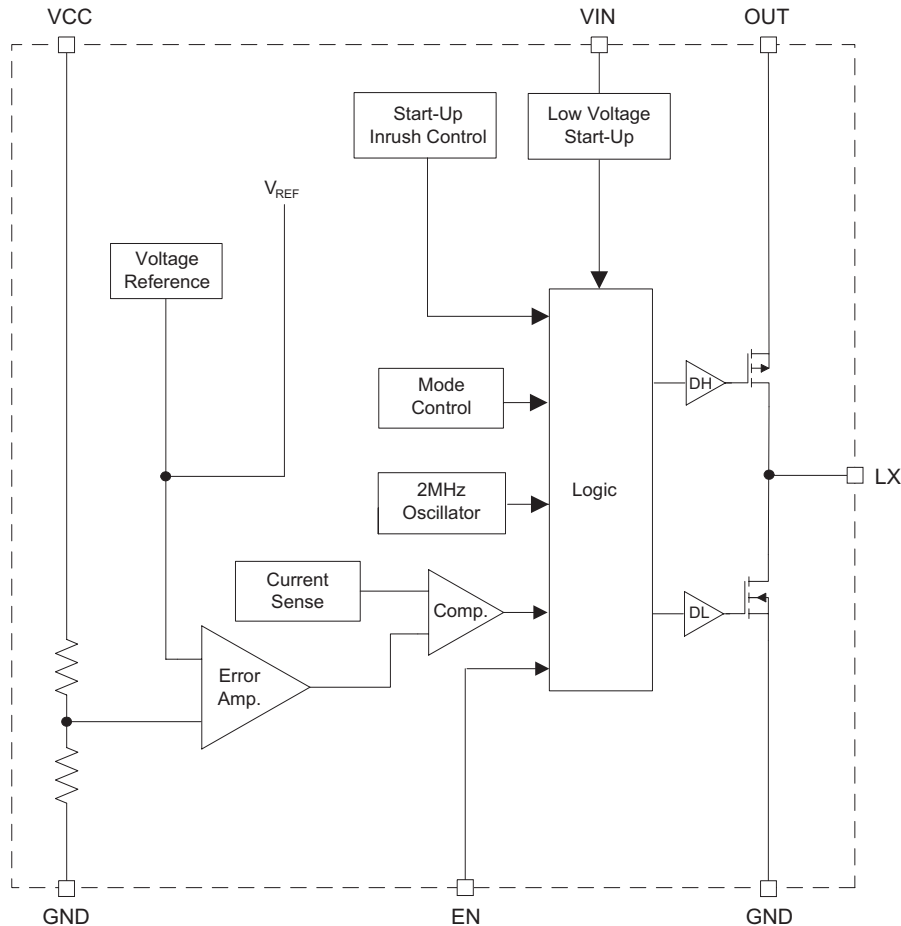 VCC
VIN
OUT
Start-Up
Inrush Control
Low Voltage
Start-Up
VREF
Voltage
Reference
DH
Mode
Control
LX
2MHz
Oscillator
Logic
Current
Sense
Comp.
DL
Error
Amp.
GND
EN
GND